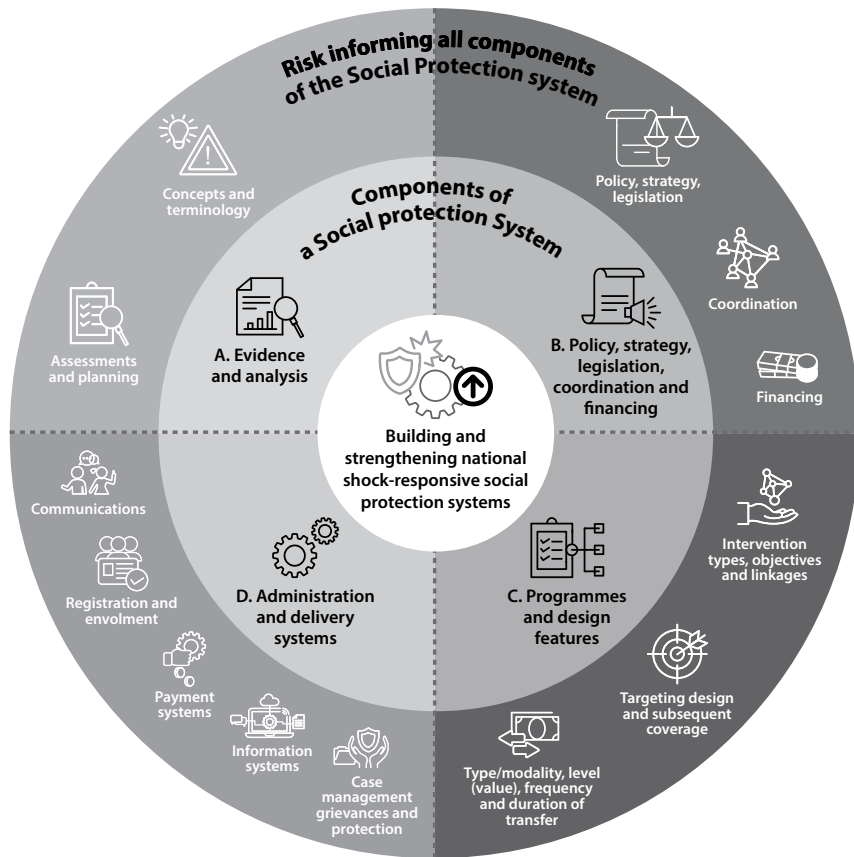 Risk informing all components
of the Social Protection system
Components of
a Social protection System
Concepts and
terminology
Assessments
and planning
A. Evidence
and analysis
Policy, strategy,
legislation
Coordination
Financing
B. Policy, strategy,
legislation,
coordination and
financing
Building and
strengthening national
shock-responsive social
protection systems
Communications
Registration and
envolment
Payment
systems
Information
systems
Case
management
grievances and
protection
D. Administration
and delivery
systems
C. Programmes
and design
features
Intervention
types, objectives
and linkages
Targeting design
and subsequent
coverage
Type/modality, level
(value), frequency
and duration of
transfer